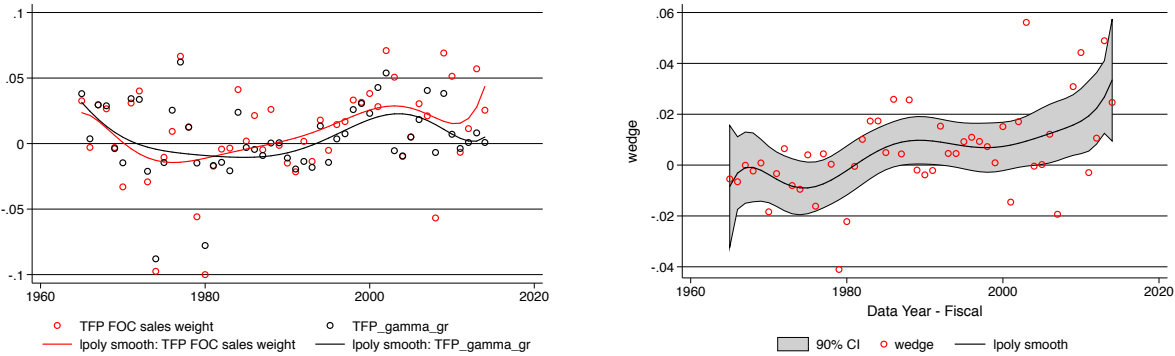 .1
.05
0
-.05
-.1
1960
1980
2000
2020
TFP FOC sales weight
TFP_gamma_gr
lpoly smooth: TFP FOC sales weight
lpoly smooth: TFP_gamma_gr
.06
.04
.02
0
-.02
-.04
wedge
1960
1980
2000
2020
Data Year - Fiscal
90% CI
wedge
lpoly smooth